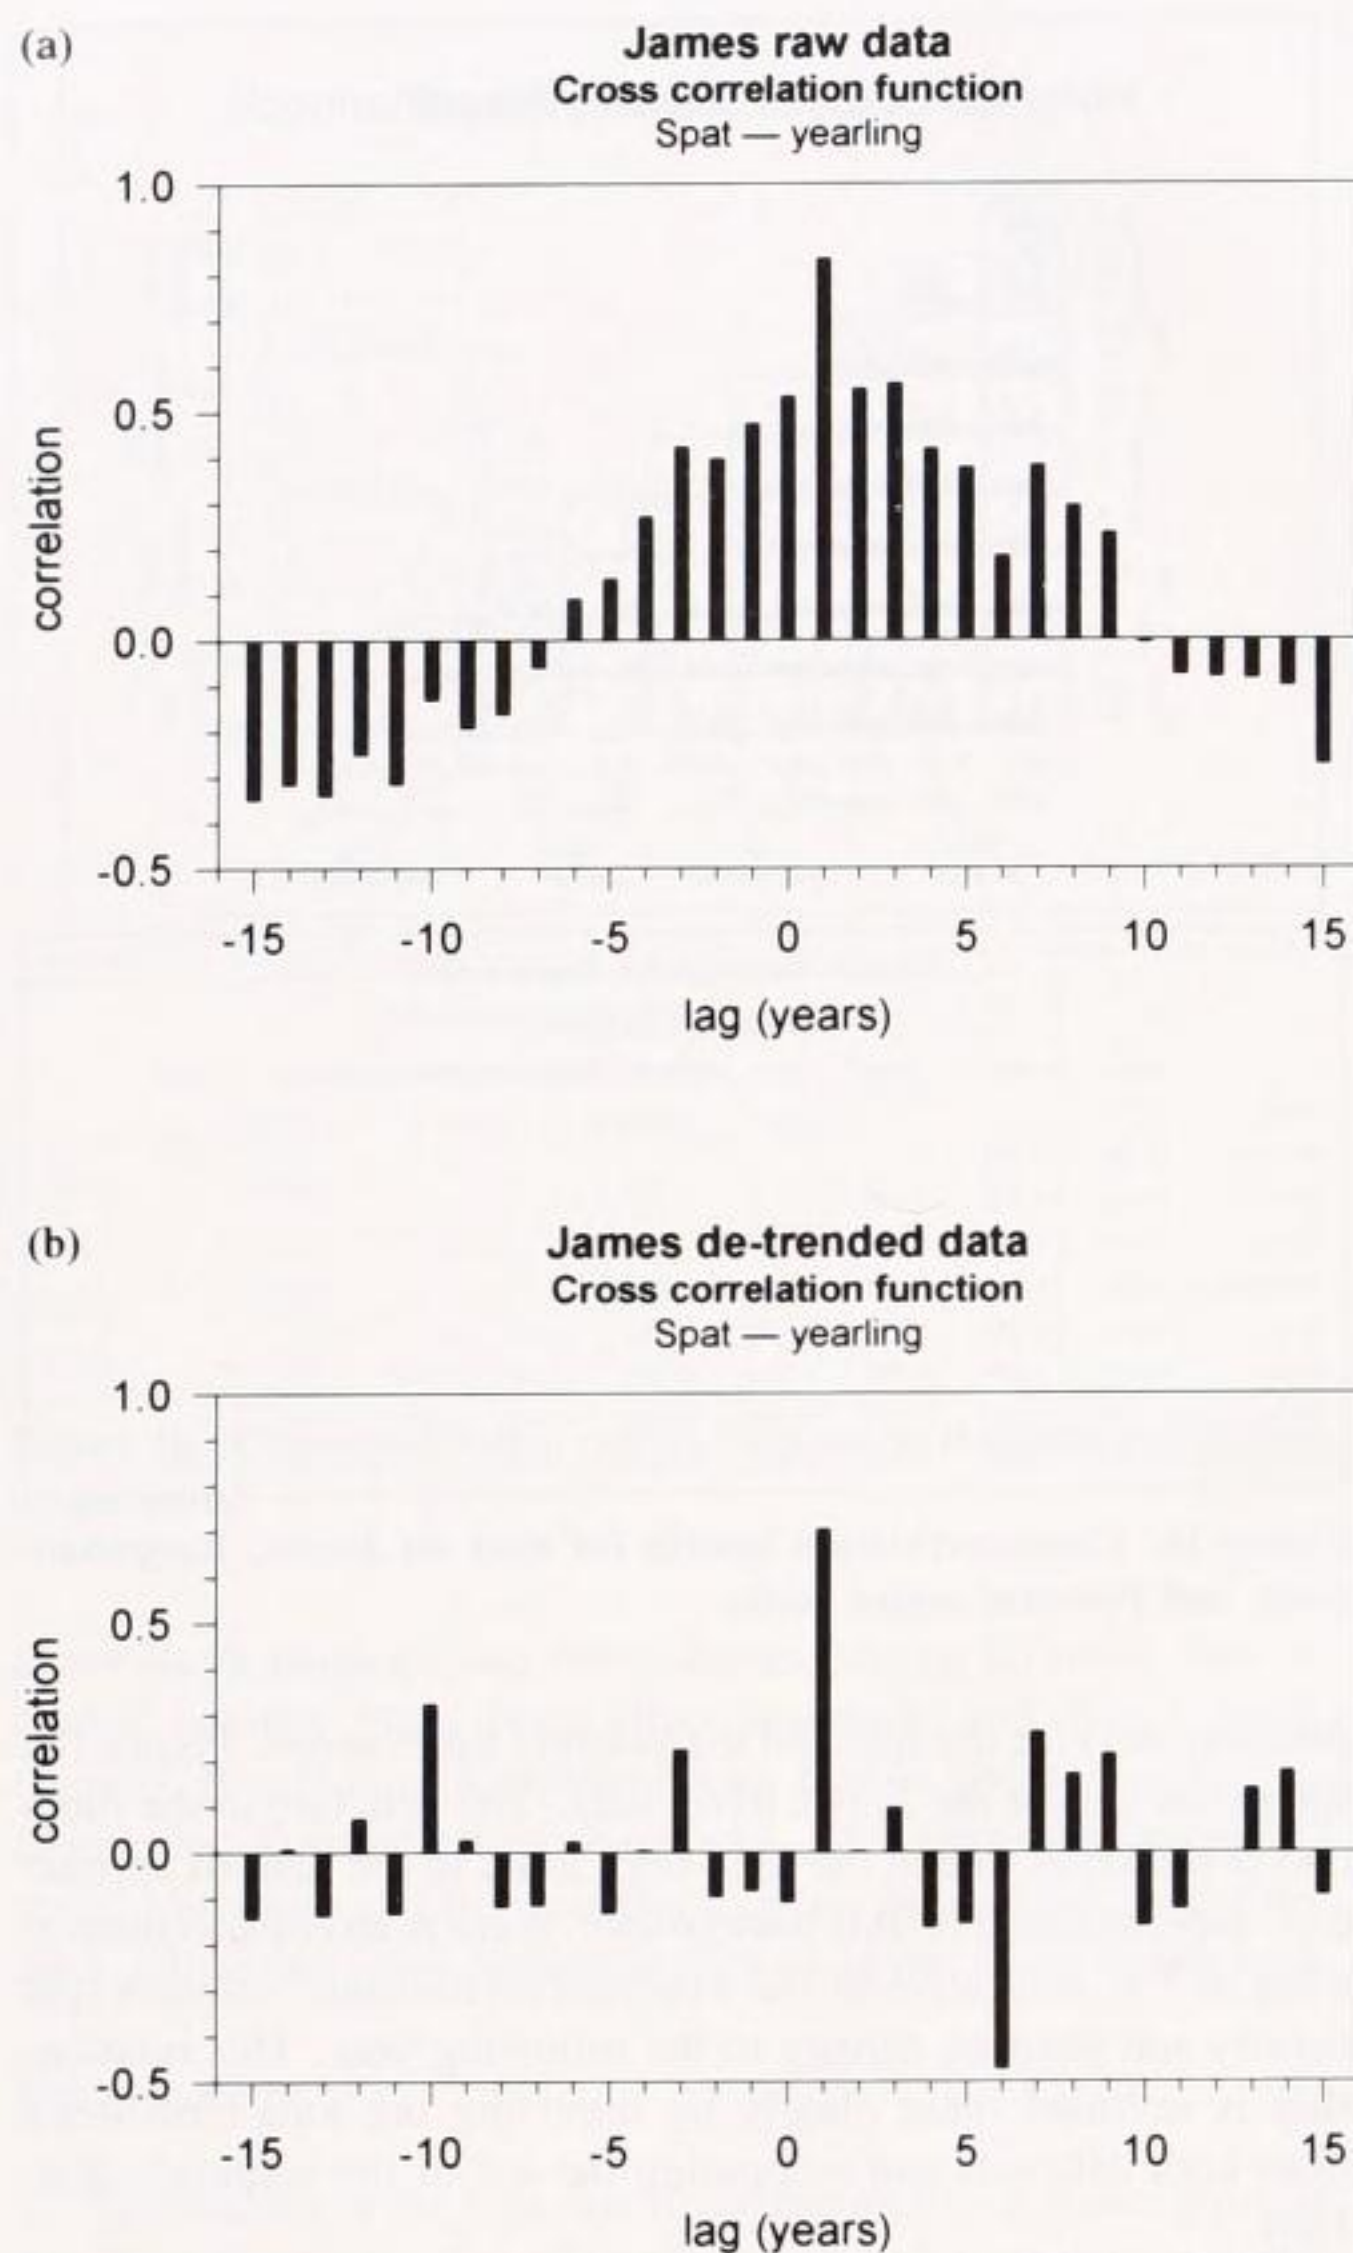 (a)
James raw data
Cross correlation function
Spat — yearling
1.0
0.5
0.0
-0.5
correlation
-15 -10 -5 0 5 10 15
lag (years)
(b)
James de-trended data
Cross correlation function
Spat — yearling
1.0
0.5
0.0
-0.5
correlation
-15 -10 -5 0 5 10 15
lag (years)